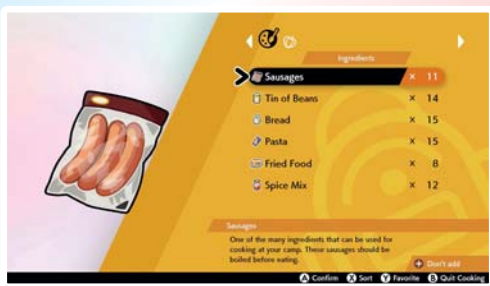 Ingredients
Sausages × 11
Tin of Beans × 14
Bread × 15
Pasta × 15
Fried Food × 8
Spice Mix × 12
Sausages
One of the many ingredients that can be used for
cooking at your camp. These sausages should be
boiled before eating.
+ Don't add
A Confirm X Sort Y Favorite B Quit Cooking